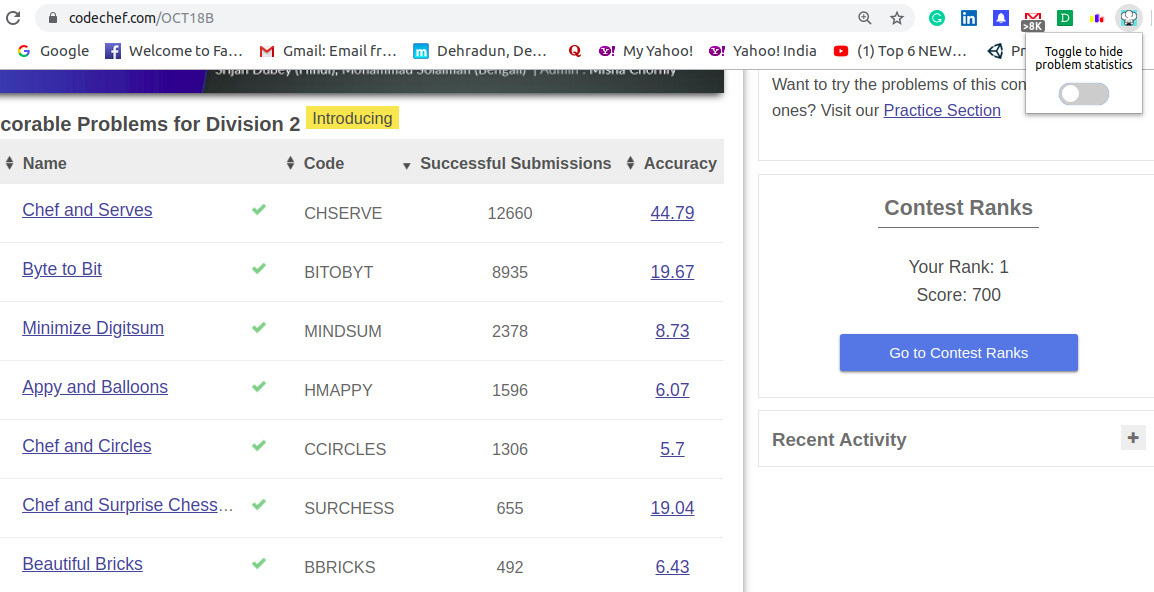 codechef.com/OCT18B
>8K
D
Google
Welcome to Fa...
Gmail: Email fr...
Dehradun, De...
My Yahoo!
Yahoo! India
(1) Top 6 NEW...
Pr
Toggle to hide
problem statistics
Srijan Dubey (Hindi), Mohammad Solaiman (Bengali) | Admin : Misha Chorniy
corable Problems for Division 2
Introducing
Name Code Successful Submissions Accuracy
Chef and Serves CHSERVE 12660 44.79
Byte to Bit BITOBYT 8935 19.67
Minimize Digitsum MINDSUM 2378 8.73
Appy and Balloons HMAPPY 1596 6.07
Chef and Circles CCIRCLES 1306 5.7
Chef and Surprise Chess... SURCHESS 655 19.04
Beautiful Bricks BBRICKS 492 6.43
Want to try the problems of this con
ones? Visit our Practice Section
Contest Ranks
Your Rank: 1
Score: 700
Go to Contest Ranks
Recent Activity
+